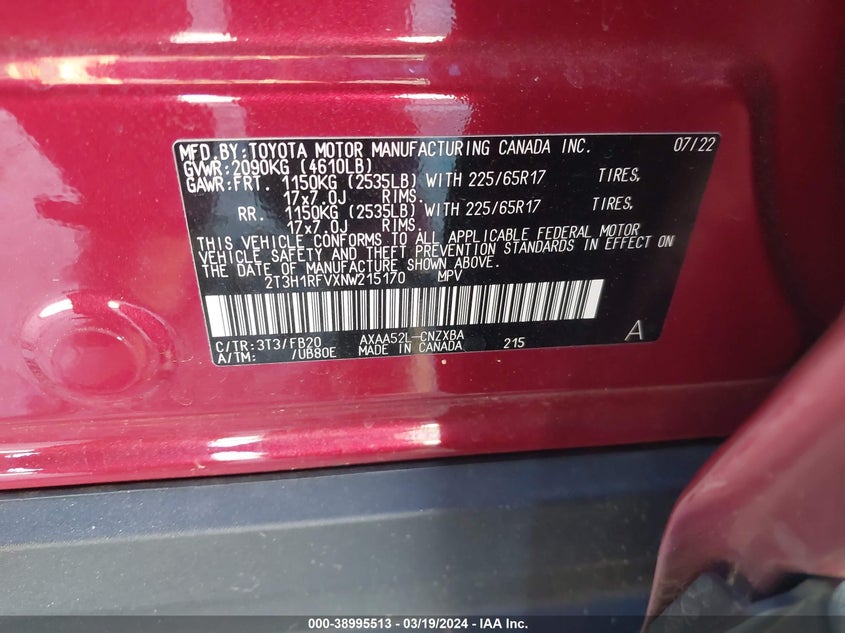 MFD. BY: TOYOTA MOTOR MANUFACTURING CANADA INC. 07/22
GVWR: 2090KG (4610LB)
GAWR: FRT. 1150KG (2535LB) WITH 225/65R17 TIRES,
17x7.0J RIMS.
RR. 1150KG (2535LB) WITH 225/65R17 TIRES,
17x7.0J RIMS.
THIS VEHICLE CONFORMS TO ALL APPLICABLE FEDERAL MOTOR
VEHICLE SAFETY AND THEFT PREVENTION STANDARDS IN EFFECT ON
THE DATE OF MANUFACTURE SHOWN ABOVE.
2T3H1RFVXNW215170 MPV
C/TR: 3T3/FB20 AXAA52L-CNZXBA
A/TM: /UB80E MADE IN CANADA 215 A
000-38995513 - 03/19/2024 - IAA Inc.